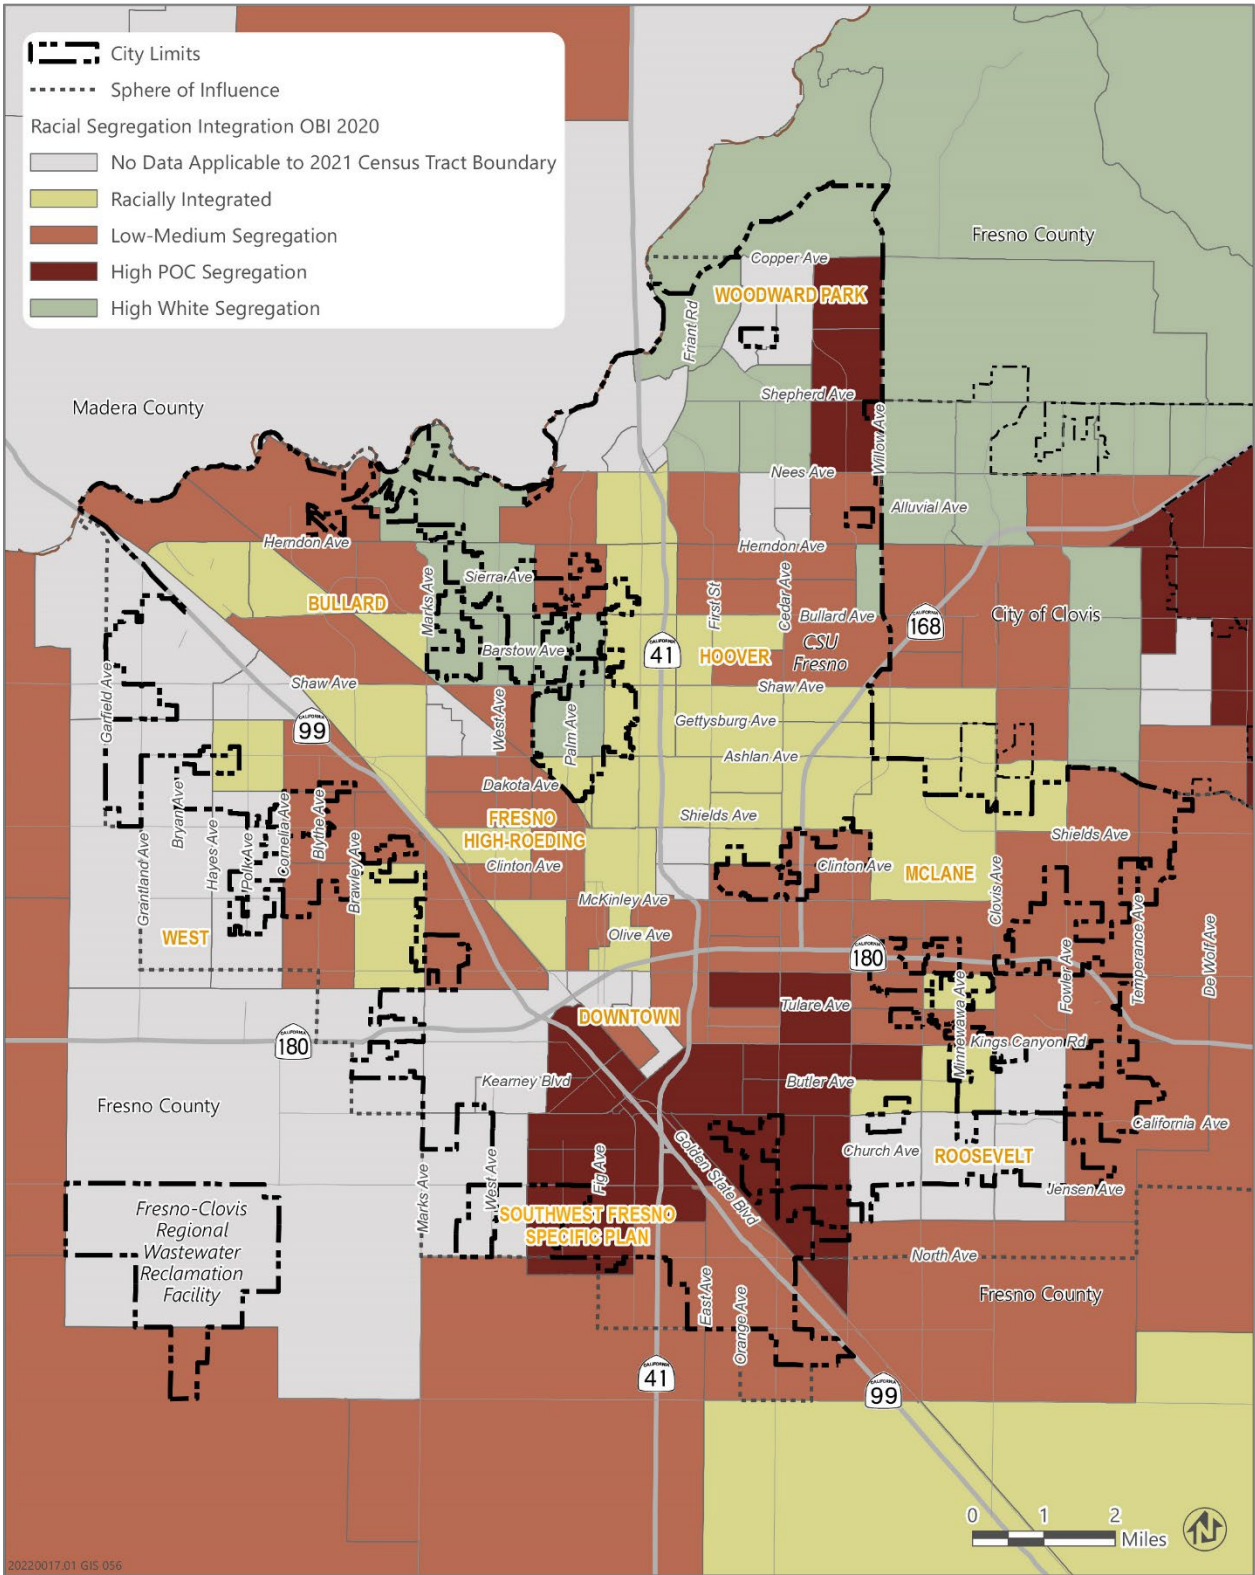 City Limits
Sphere of Influence
Racial Segregation Integration OBI 2020
No Data Applicable to 2021 Census Tract Boundary
Racially Integrated
Low-Medium Segregation
High POC Segregation
High White Segregation
Fresno County
Copper Ave
WOODWARD PARK
Friant Rd
Shepherd Ave
Madera County
Willow Ave
Nees Ave
Alluvial Ave
Herndon Ave
Herndon Ave
Sierra Ave
Marks Ave
BULLARD
First St
Cedar Ave
Bullard Ave
CALIFORNIA
168
City of Clovis
Barstow Ave
CALIFORNIA
41
HOOVER
CSU
Fresno
Garfield Ave
Shaw Ave
Shaw Ave
CALIFORNIA
99
West Ave
Palm Ave
Gettysburg Ave
Ashlan Ave
Dakota Ave
Bryan Ave
Hayes Ave
Polk Ave
Cornelia Ave
Blythe Ave
Brawley Ave
Grantland Ave
FRESNO
HIGH-ROEDING
Shields Ave
Shields Ave
Clinton Ave
Clinton Ave
MCLANE
Clovis Ave
McKinley Ave
WEST
Olive Ave
CALIFORNIA
180
Fowler Ave
Temperance Ave
De Wolf Ave
Minnewawa Ave
Tulare Ave
DOWNTOWN
CALIFORNIA
180
Kings Canyon Rd
Kearney Blvd
Butler Ave
Fresno County
California Ave
Golden State Blvd
Church Ave
ROOSEVELT
Fig Ave
Marks Ave
West Ave
Jensen Ave
Fresno-Clovis
Regional
Wastewater
Reclamation
Facility
SOUTHWEST FRESNO
SPECIFIC PLAN
North Ave
East Ave
Orange Ave
Fresno County
CALIFORNIA
41
CALIFORNIA
99
0 1 2
Miles
N
20220017.01 GIS 056